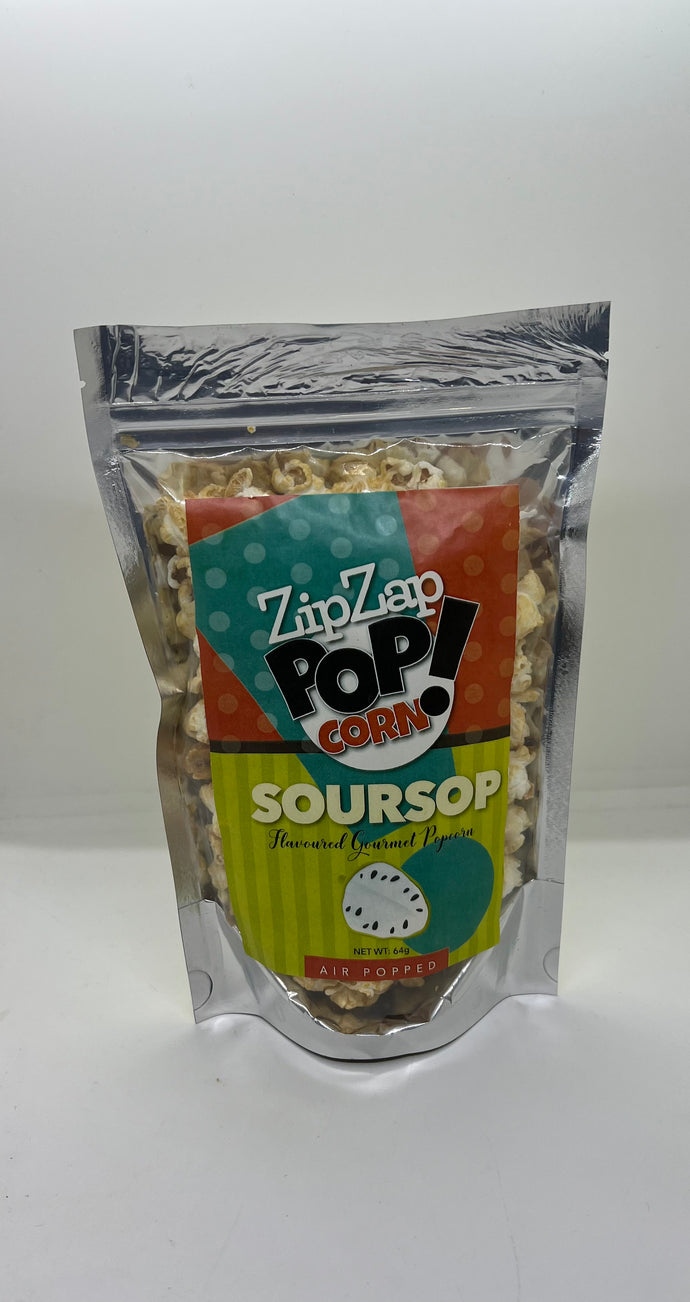 ZipZap
POP!
CORN
SOURSOP
Flavoured Gourmet Popcorn
NET WT: 64g
AIR POPPED